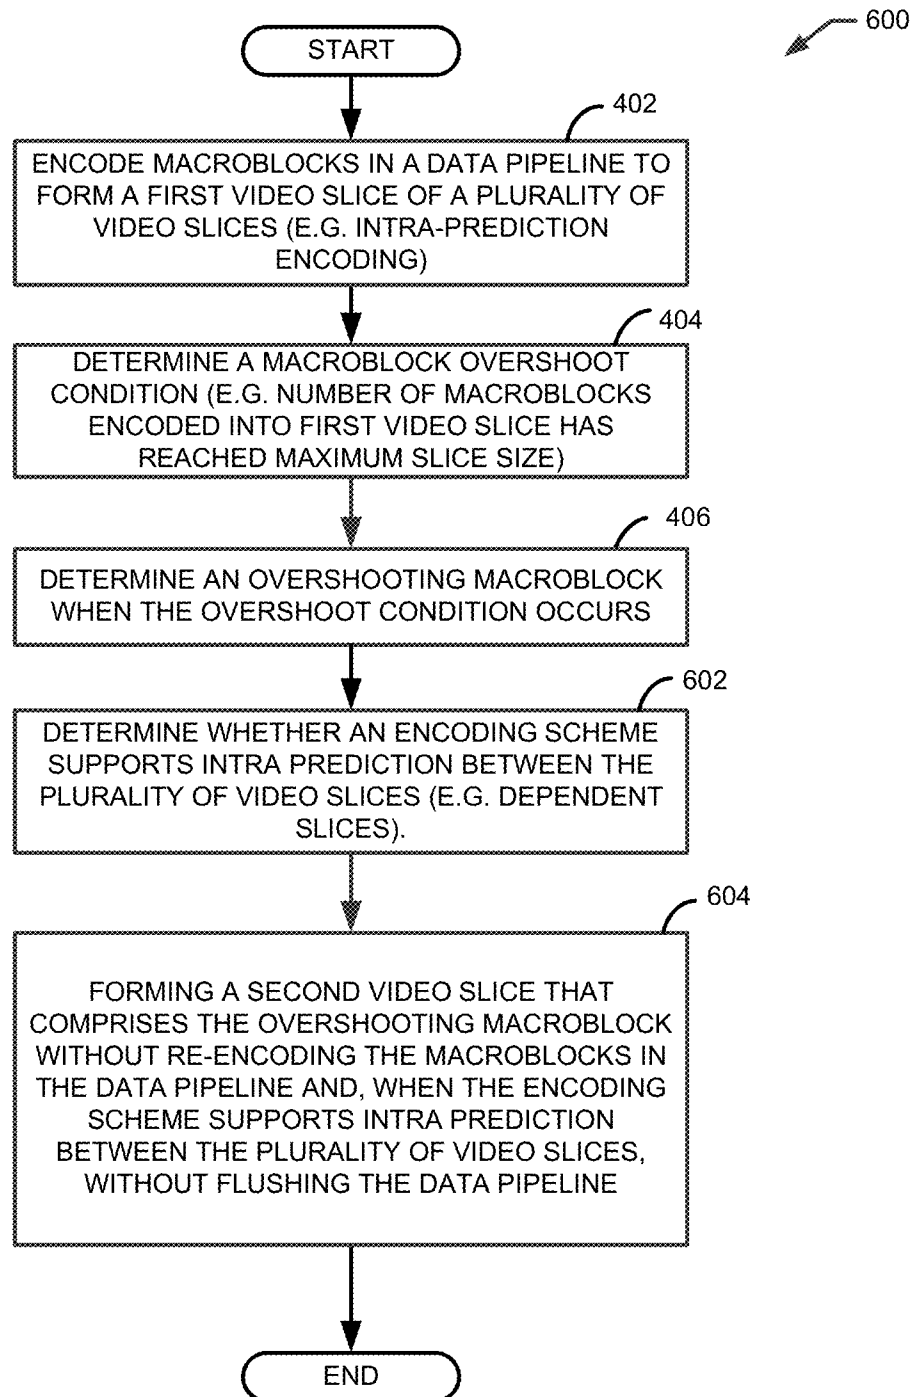 600
START
402
ENCODE MACROBLOCKS IN A DATA PIPELINE TO
FORM A FIRST VIDEO SLICE OF A PLURALITY OF
VIDEO SLICES (E.G. INTRA-PREDICTION
ENCODING)
404
DETERMINE A MACROBLOCK OVERSHOOT
CONDITION (E.G. NUMBER OF MACROBLOCKS
ENCODED INTO FIRST VIDEO SLICE HAS
REACHED MAXIMUM SLICE SIZE)
406
DETERMINE AN OVERSHOOTING MACROBLOCK
WHEN THE OVERSHOOT CONDITION OCCURS
602
DETERMINE WHETHER AN ENCODING SCHEME
SUPPORTS INTRA PREDICTION BETWEEN THE
PLURALITY OF VIDEO SLICES (E.G. DEPENDENT
SLICES).
604
FORMING A SECOND VIDEO SLICE THAT
COMPRISES THE OVERSHOOTING MACROBLOCK
WITHOUT RE-ENCODING THE MACROBLOCKS IN
THE DATA PIPELINE AND, WHEN THE ENCODING
SCHEME SUPPORTS INTRA PREDICTION
BETWEEN THE PLURALITY OF VIDEO SLICES,
WITHOUT FLUSHING THE DATA PIPELINE
END